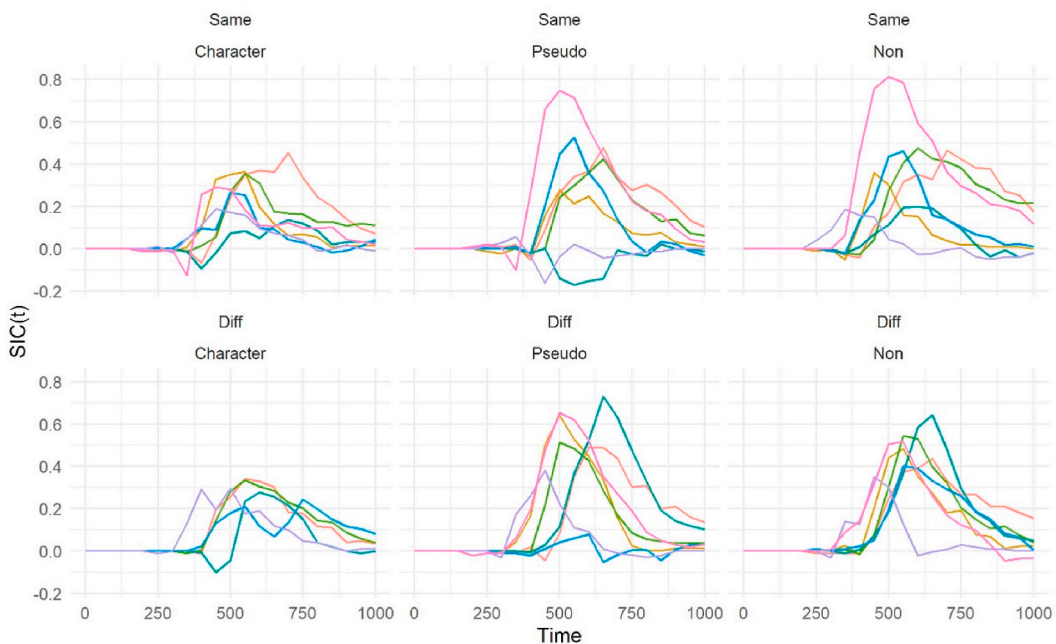 Same Same Same
Character Pseudo Non
0.8
0.6
0.4
0.2
0.0
-0.2
SIC(t)
Diff Diff Diff
Character Pseudo Non
0.8
0.6
0.4
0.2
0.0
-0.2
0 250 500 750 1000 0 250 500 750 1000 0 250 500 750 1000
Time